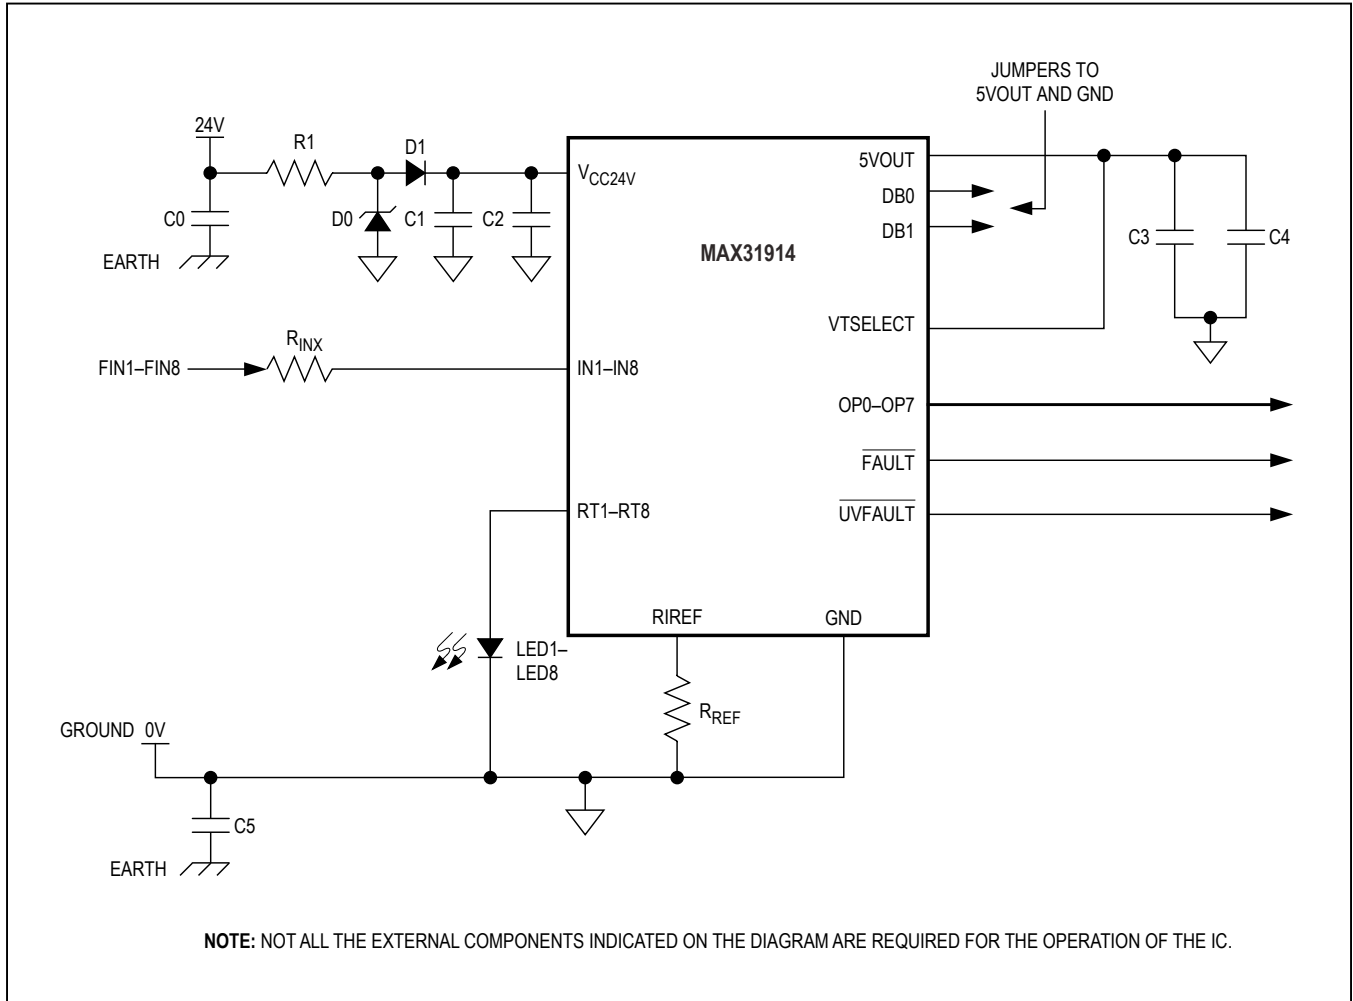 JUMPERS TO
5VOUT AND GND
24V
R1
D1
C0
D0
C1
C2
EARTH
VCC24V
MAX31914
5VOUT
DB0
DB1
C3
C4
VTSELECT
RINX
FIN1–FIN8
IN1–IN8
OP0–OP7
FAULT
UVFAULT
RT1–RT8
RIREF
GND
LED1–
LED8
RREF
GROUND 0V
C5
EARTH
NOTE: NOT ALL THE EXTERNAL COMPONENTS INDICATED ON THE DIAGRAM ARE REQUIRED FOR THE OPERATION OF THE IC.